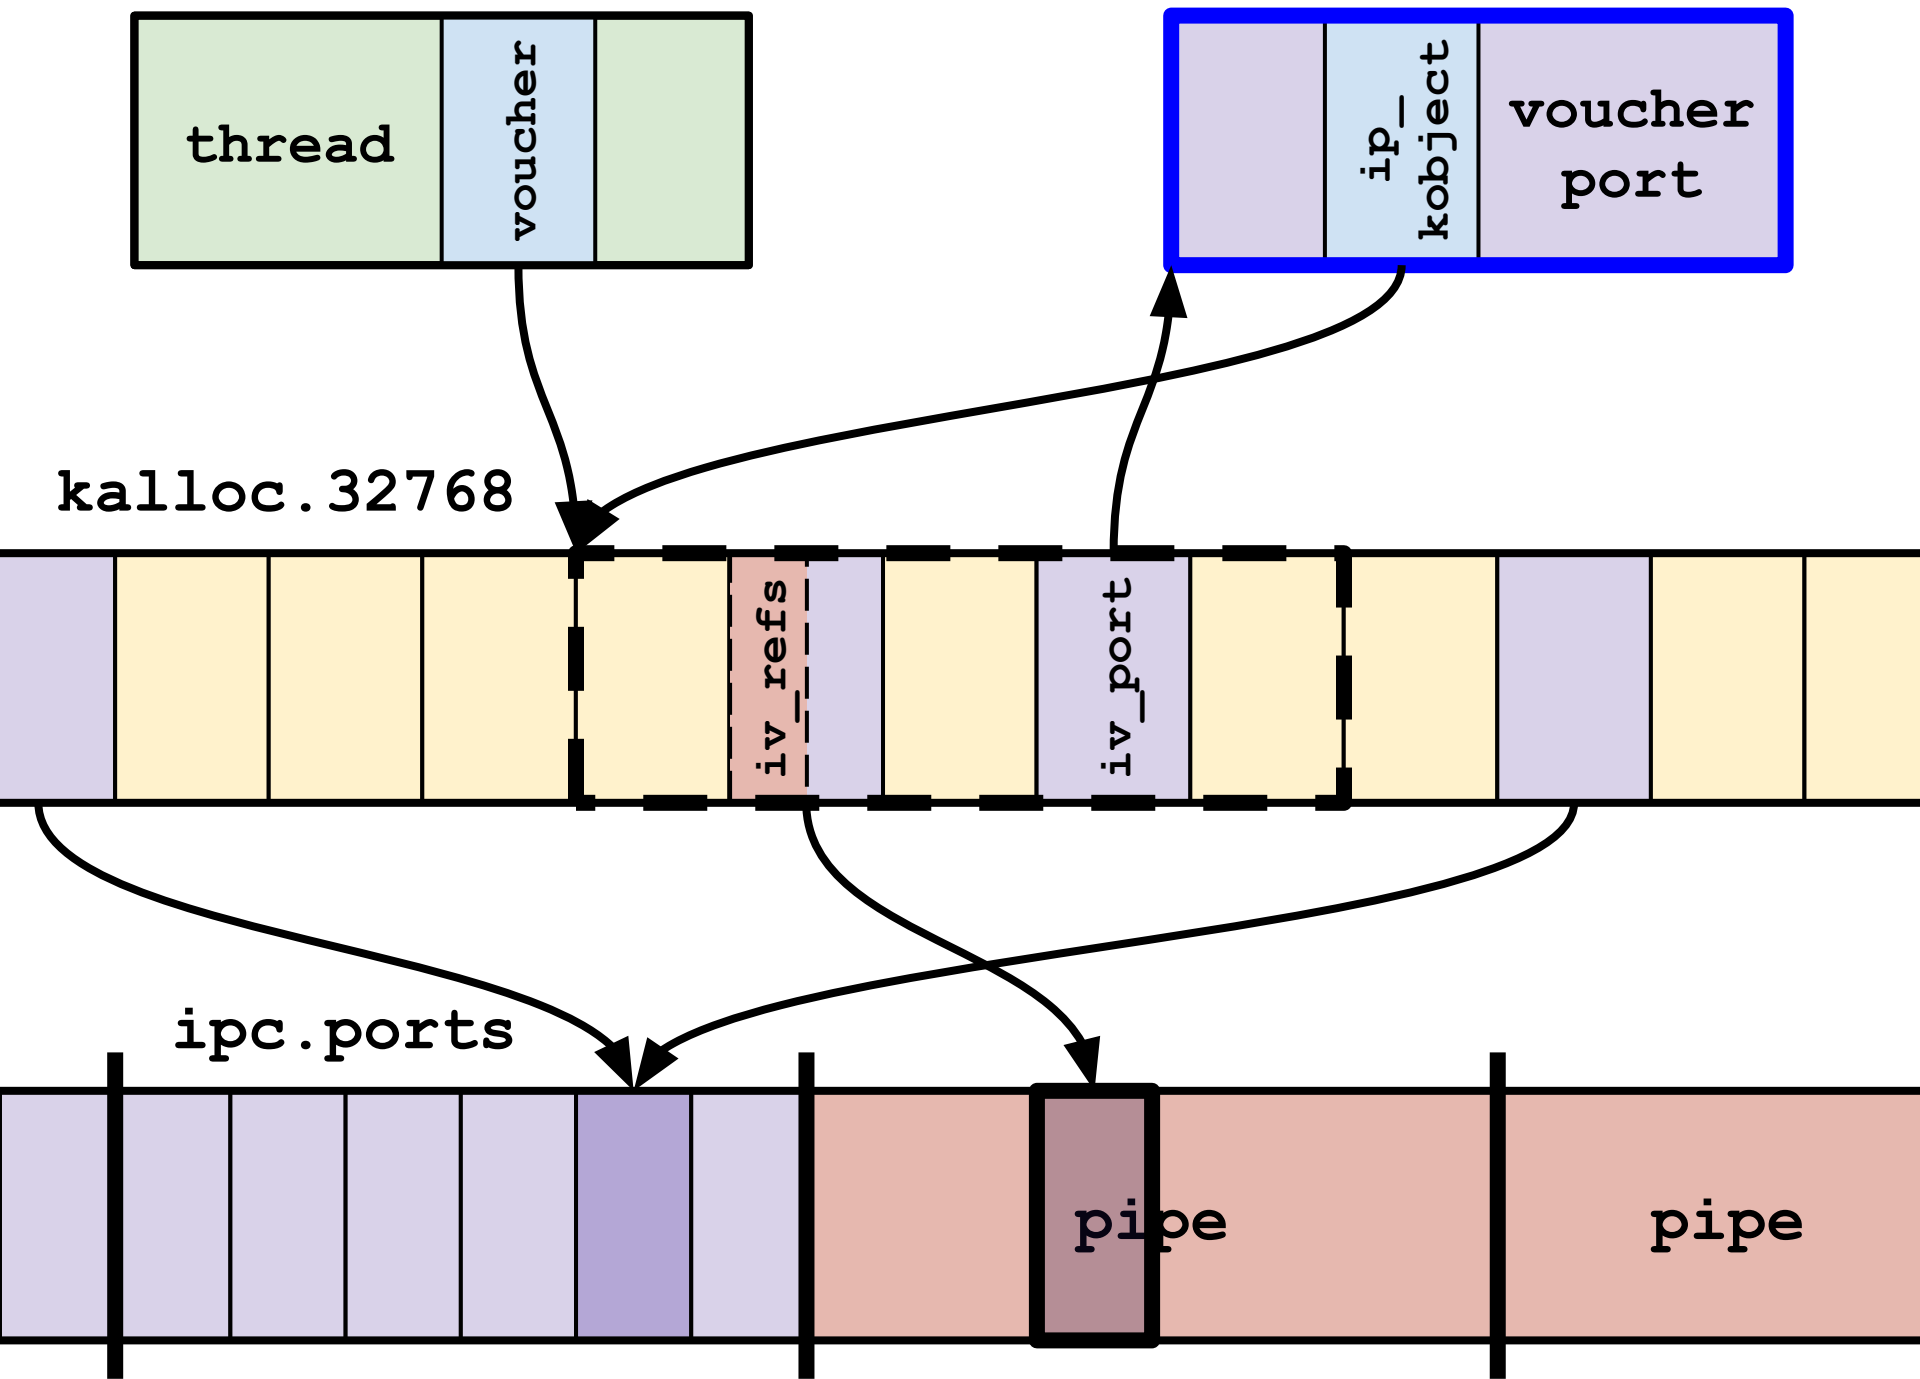 thread
voucher
ip_
kobject
voucher
port
kalloc.32768
iv_refs
iv_port
ipc.ports
pipe
pipe